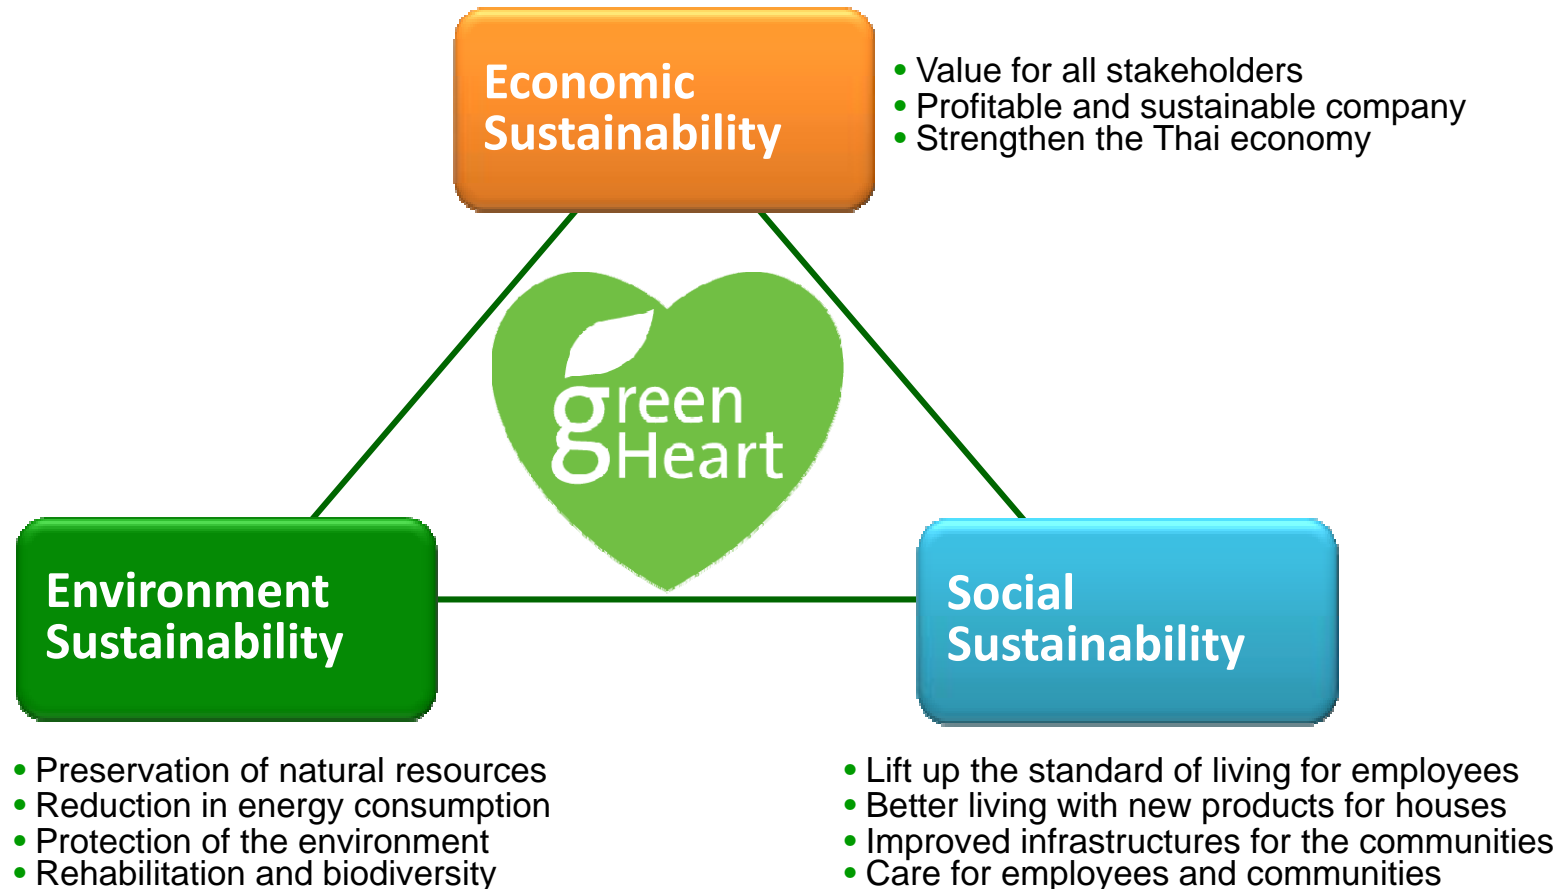 Economic
Sustainability
• Value for all stakeholders
• Profitable and sustainable company
• Strengthen the Thai economy
green
Heart
Environment
Sustainability
Social
Sustainability
• Preservation of natural resources
• Reduction in energy consumption
• Protection of the environment
• Rehabilitation and biodiversity
• Lift up the standard of living for employees
• Better living with new products for houses
• Improved infrastructures for the communities
• Care for employees and communities